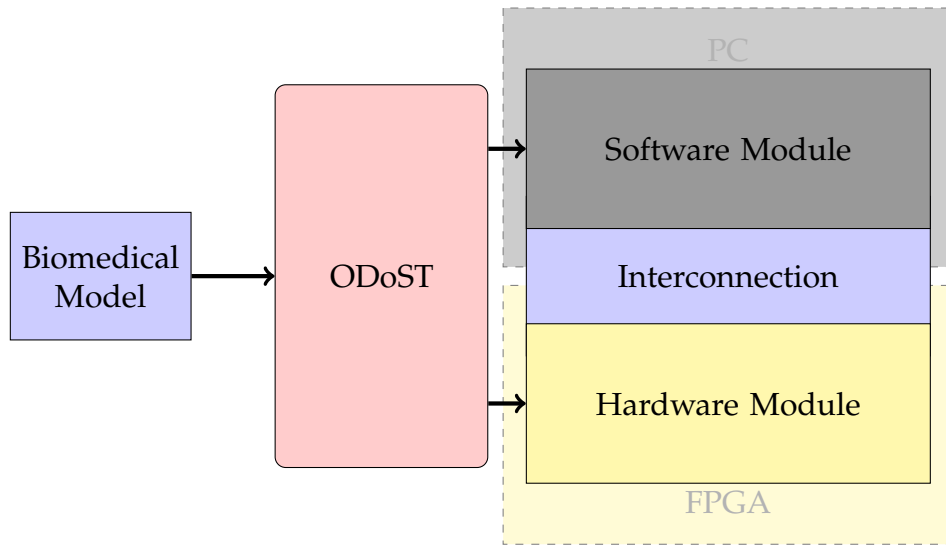 PC
Software Module
Biomedical
Model
ODoST
Interconnection
Hardware Module
FPGA